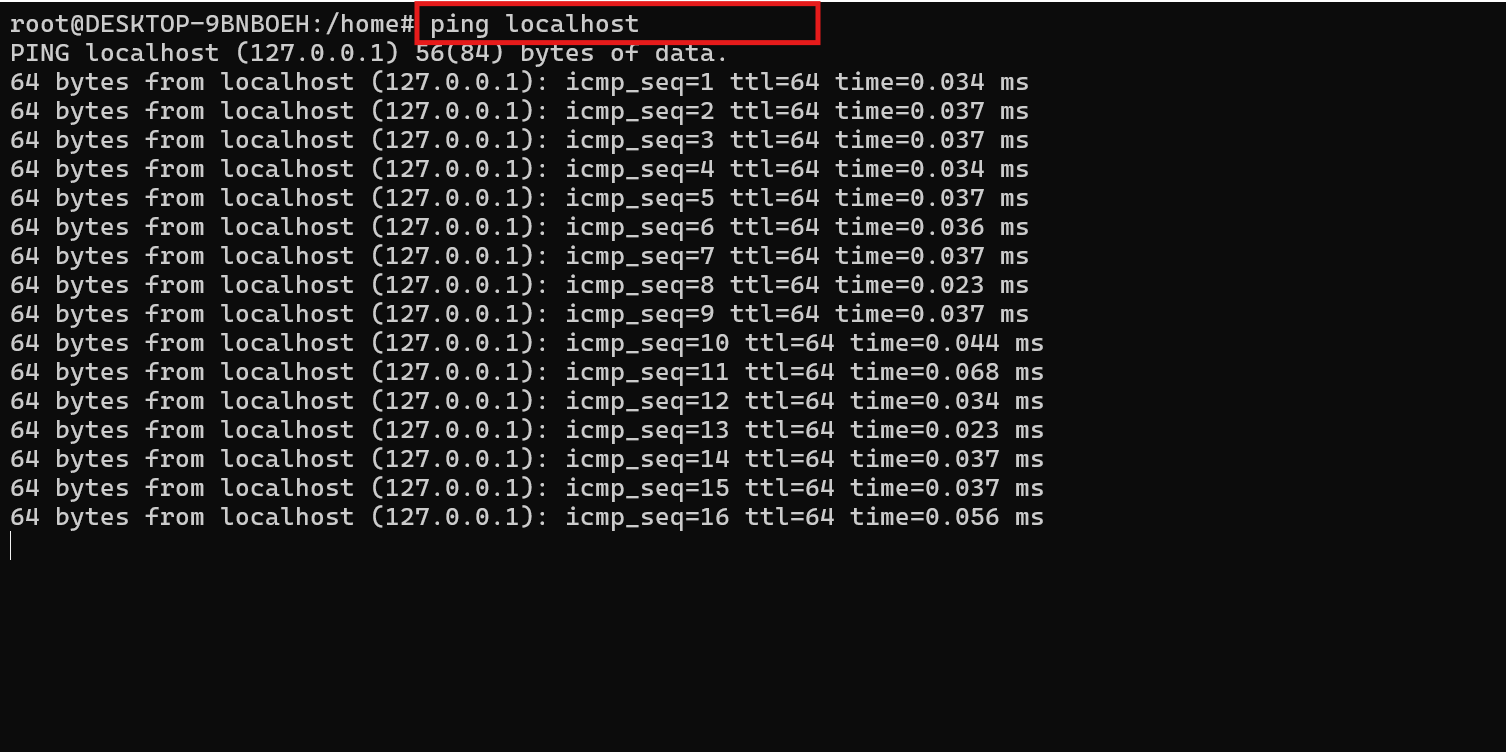 root@DESKTOP-9BNBOEH:/home# ping localhost
PING localhost (127.0.0.1) 56(84) bytes of data.
64 bytes from localhost (127.0.0.1): icmp_seq=1 ttl=64 time=0.034 ms
64 bytes from localhost (127.0.0.1): icmp_seq=2 ttl=64 time=0.037 ms
64 bytes from localhost (127.0.0.1): icmp_seq=3 ttl=64 time=0.037 ms
64 bytes from localhost (127.0.0.1): icmp_seq=4 ttl=64 time=0.034 ms
64 bytes from localhost (127.0.0.1): icmp_seq=5 ttl=64 time=0.037 ms
64 bytes from localhost (127.0.0.1): icmp_seq=6 ttl=64 time=0.036 ms
64 bytes from localhost (127.0.0.1): icmp_seq=7 ttl=64 time=0.037 ms
64 bytes from localhost (127.0.0.1): icmp_seq=8 ttl=64 time=0.023 ms
64 bytes from localhost (127.0.0.1): icmp_seq=9 ttl=64 time=0.037 ms
64 bytes from localhost (127.0.0.1): icmp_seq=10 ttl=64 time=0.044 ms
64 bytes from localhost (127.0.0.1): icmp_seq=11 ttl=64 time=0.068 ms
64 bytes from localhost (127.0.0.1): icmp_seq=12 ttl=64 time=0.034 ms
64 bytes from localhost (127.0.0.1): icmp_seq=13 ttl=64 time=0.023 ms
64 bytes from localhost (127.0.0.1): icmp_seq=14 ttl=64 time=0.037 ms
64 bytes from localhost (127.0.0.1): icmp_seq=15 ttl=64 time=0.037 ms
64 bytes from localhost (127.0.0.1): icmp_seq=16 ttl=64 time=0.056 ms